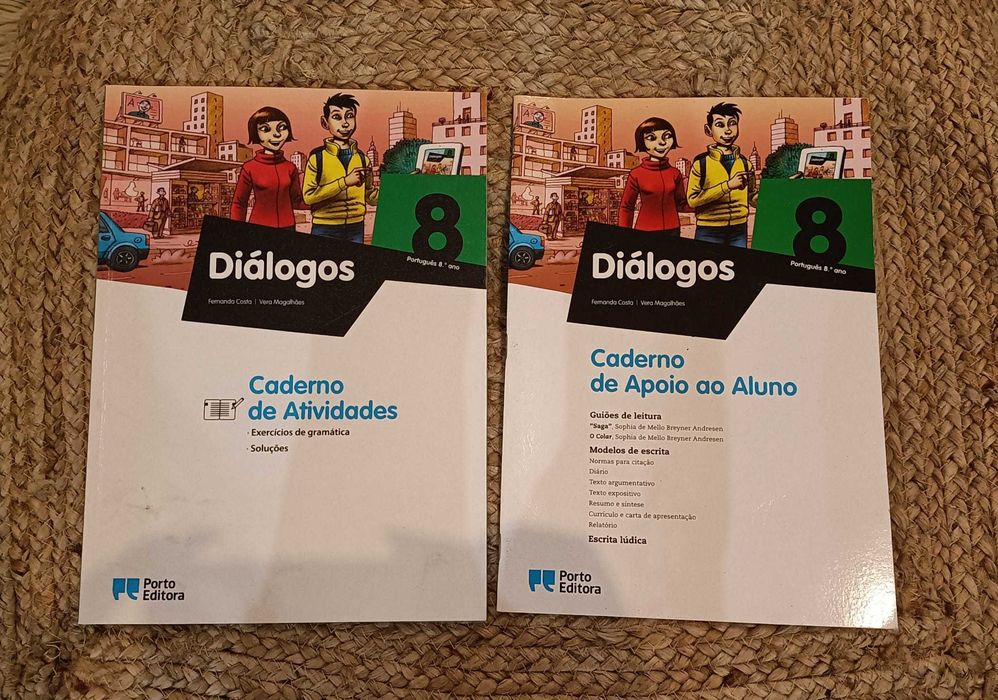 A
8
Português 8.º ano
Diálogos
Fernanda Costa | Vera Magalhães
Caderno
de Atividades
· Exercícios de gramática
· Soluções
Porto
Editora
A
8
Português 8.º ano
Diálogos
Fernanda Costa | Vera Magalhães
Caderno
de Apoio ao Aluno
Guiões de leitura
"Saga", Sophia de Mello Breyner Andresen
O Colar, Sophia de Mello Breyner Andresen
Modelos de escrita
Normas para citação
Diário
Texto argumentativo
Texto expositivo
Resumo e síntese
Currículo e carta de apresentação
Relatório
Escrita lúdica
Porto
Editora